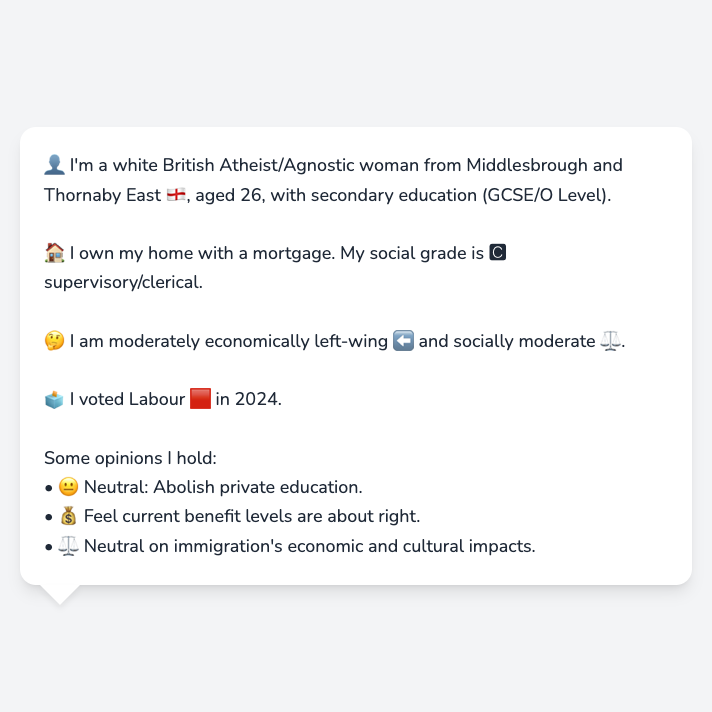 👤 I'm a white British Atheist/Agnostic woman from Middlesbrough and
Thornaby East 🏴󠁧󠁢󠁥󠁮󠁧󠁿, aged 26, with secondary education (GCSE/O Level).
🏠 I own my home with a mortgage. My social grade is 🅲
supervisory/clerical.
🤔 I am moderately economically left-wing ⬅️ and socially moderate ⚖️.
🗳️ I voted Labour 🟥 in 2024.
Some opinions I hold:
• 😐 Neutral: Abolish private education.
• 💰 Feel current benefit levels are about right.
• ⚖️ Neutral on immigration's economic and cultural impacts.